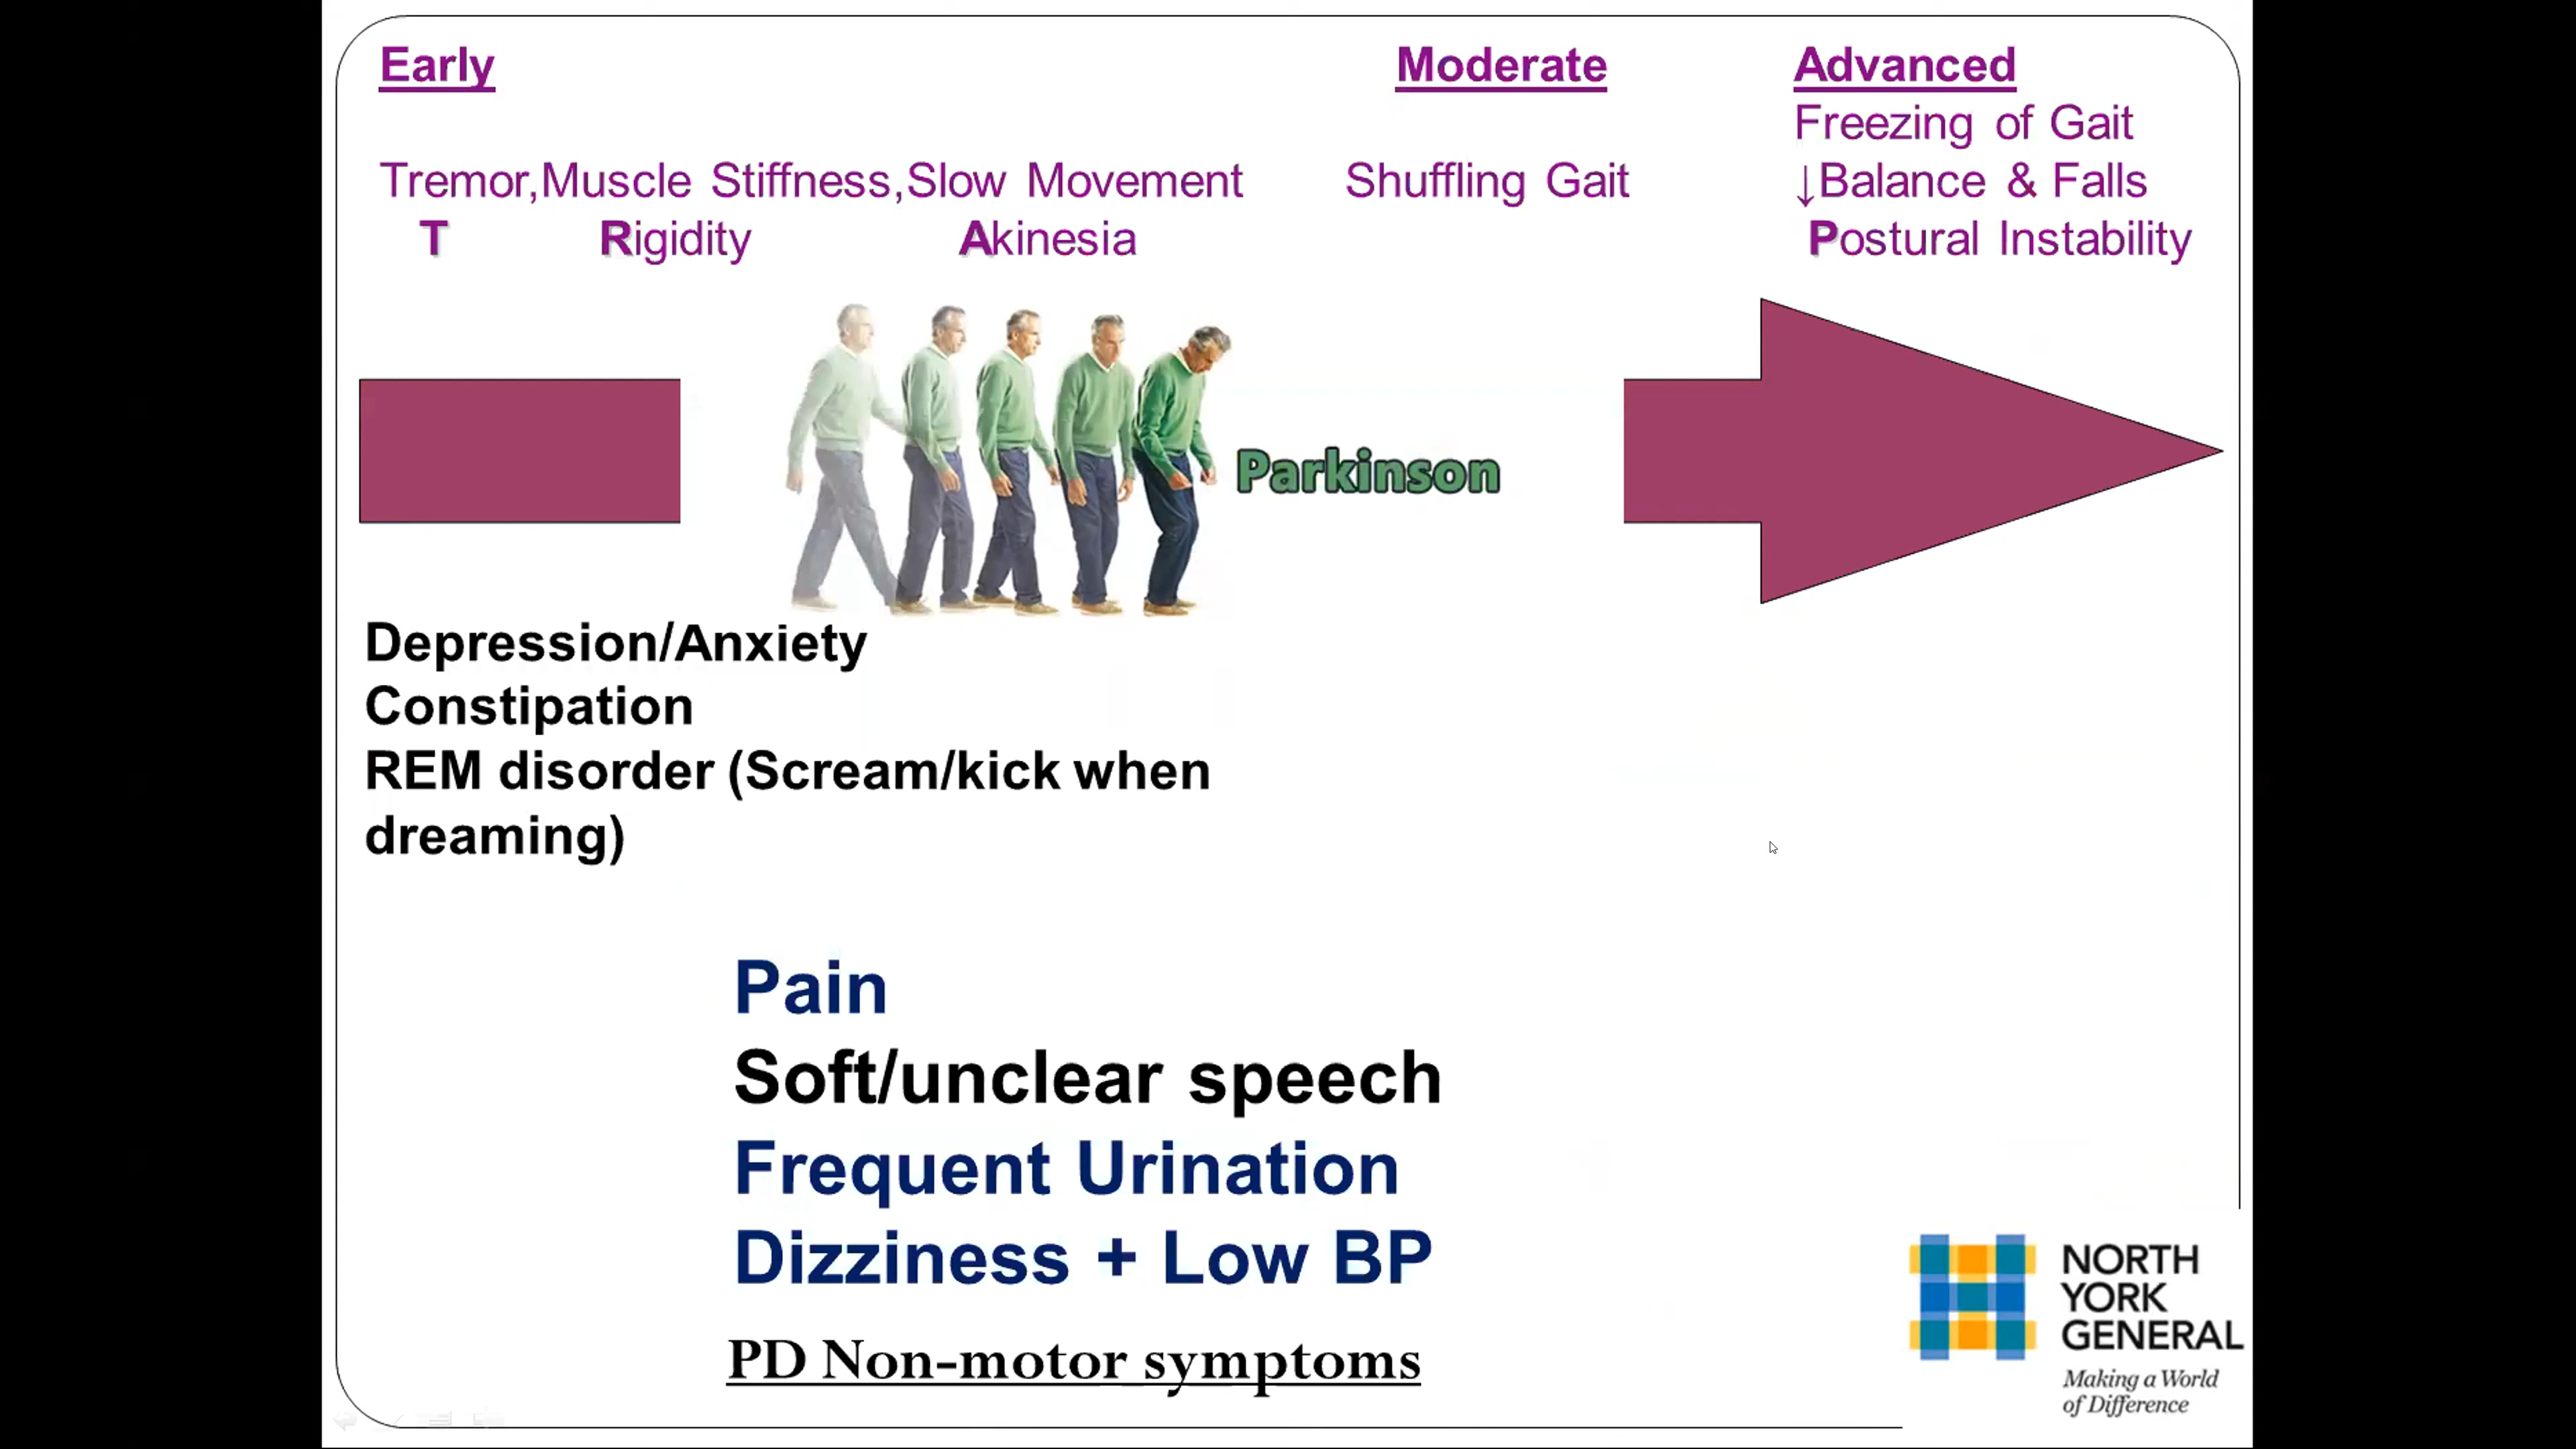 Early
Moderate
Advanced
Freezing of Gait
Tremor,Muscle Stiffness,Slow Movement
Shuffling Gait
↓Balance & Falls
T
Rigidity
Akinesia
Postural Instability
Parkinson
Depression/Anxiety
Constipation
REM disorder (Scream/kick when
dreaming)
Pain
Soft/unclear speech
Frequent Urination
Dizziness + Low BP
PD Non-motor symptoms
NORTH
YORK
GENERAL
Making a World
of Difference